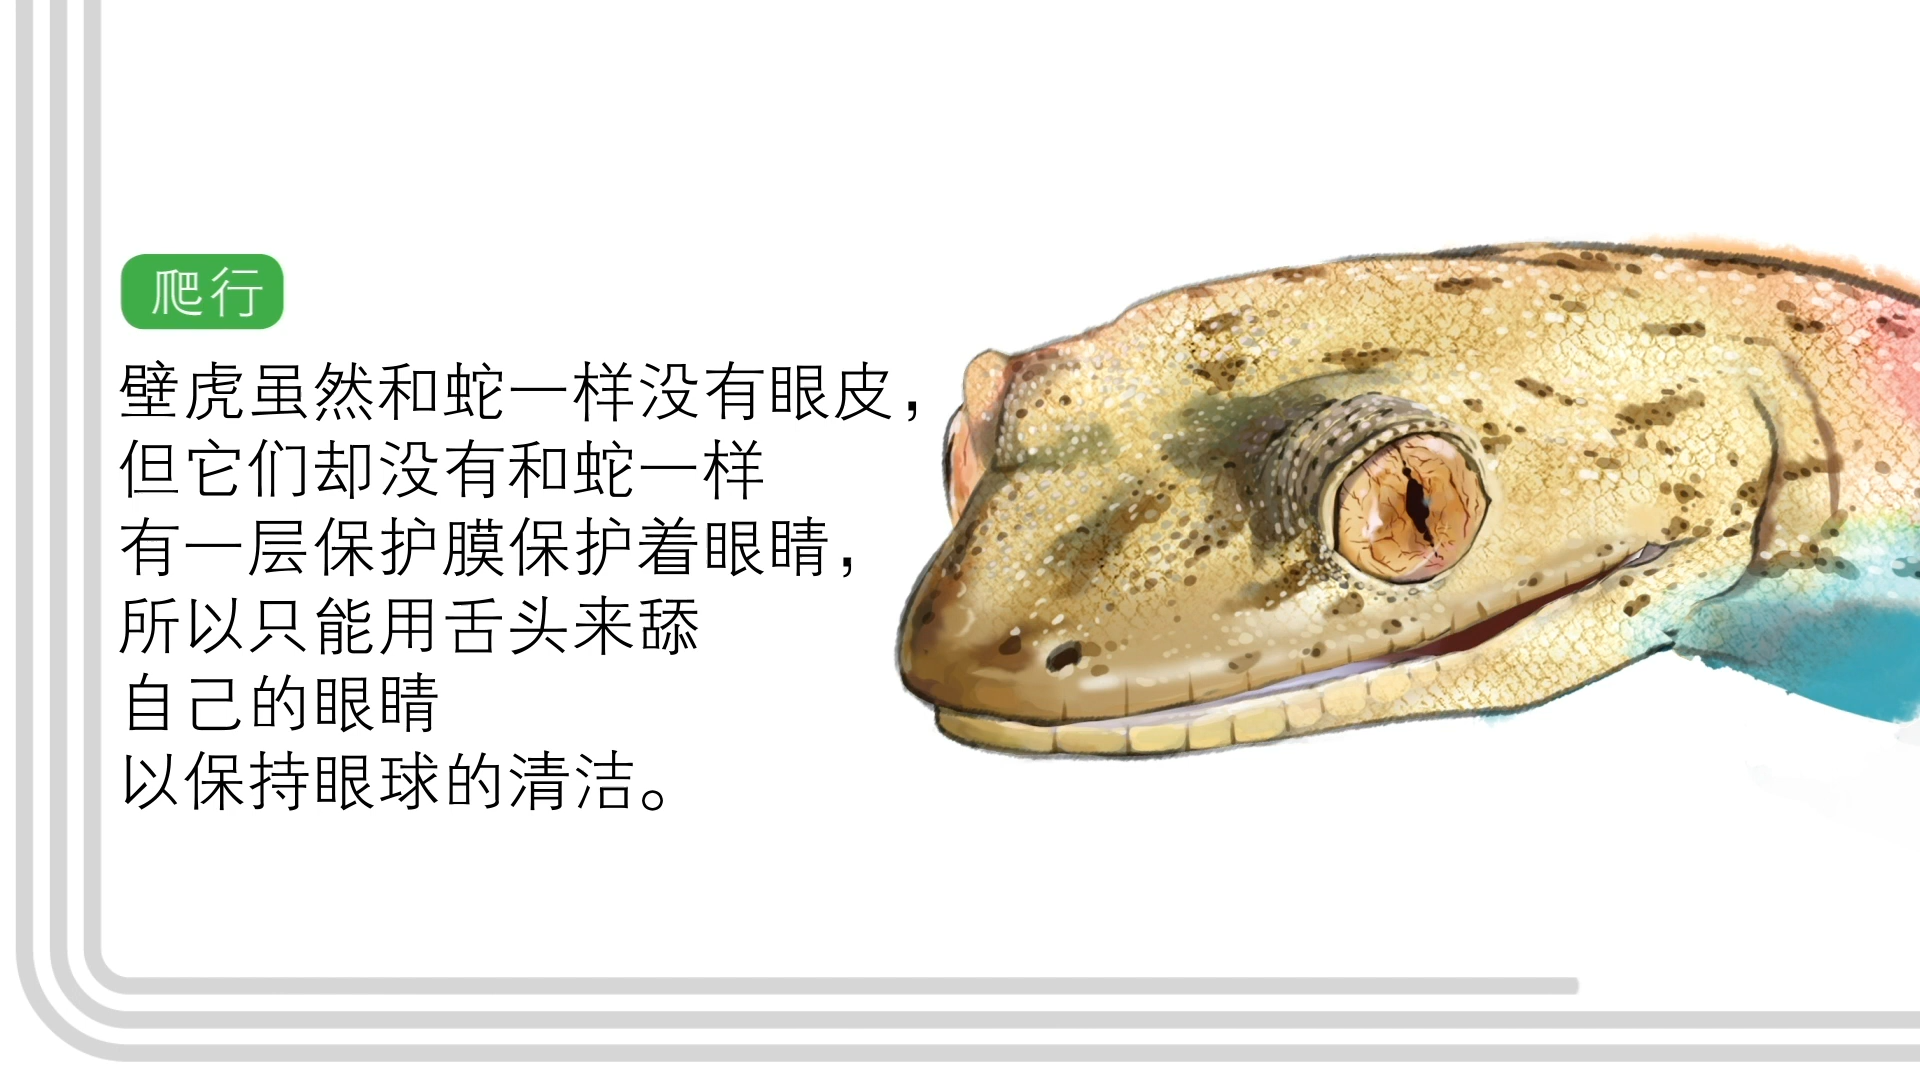 爬行
壁虎虽然和蛇一样没有眼皮，
但它们却没有和蛇一样
有一层保护膜保护着眼睛，
所以只能用舌头来舔
自己的眼睛
以保持眼球的清洁。